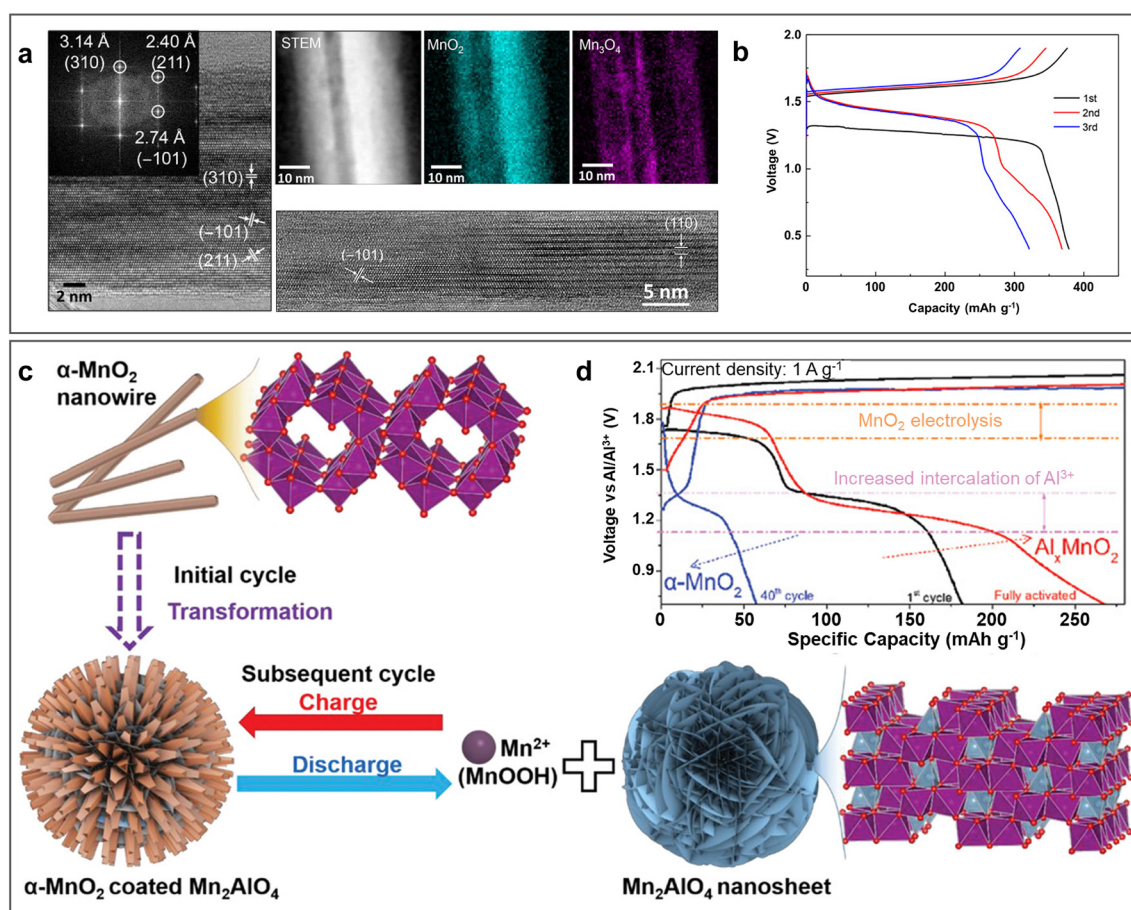 a
3.14 Å
(310)
2.40 Å
(211)
2.74 Å
(−101)
(310)
(−101)
(211)
2 nm
STEM
10 nm
MnO₂
10 nm
Mn₃O₄
10 nm
(−101)
(110)
5 nm
b
Voltage (V)
2.0
1.5
1.0
0.5
1st
2nd
3rd
0 100 200 300 400
Capacity (mAh g⁻¹)
c
α-MnO₂
nanowire
Initial cycle
Transformation
Subsequent cycle
Charge
Discharge
Mn²⁺
(MnOOH)
α-MnO₂ coated Mn₂AlO₄
Mn₂AlO₄ nanosheet
d
Current density: 1 A g⁻¹
Voltage vs Al/Al³⁺ (V)
2.1
1.8
1.5
1.2
0.9
MnO₂ electrolysis
Increased intercalation of Al³⁺
α-MnO₂
AlₓMnO₂
40ᵗʰ cycle
1ˢᵗ cycle
Fully activated
0 50 100 150 200 250
Specific Capacity (mAh g⁻¹)